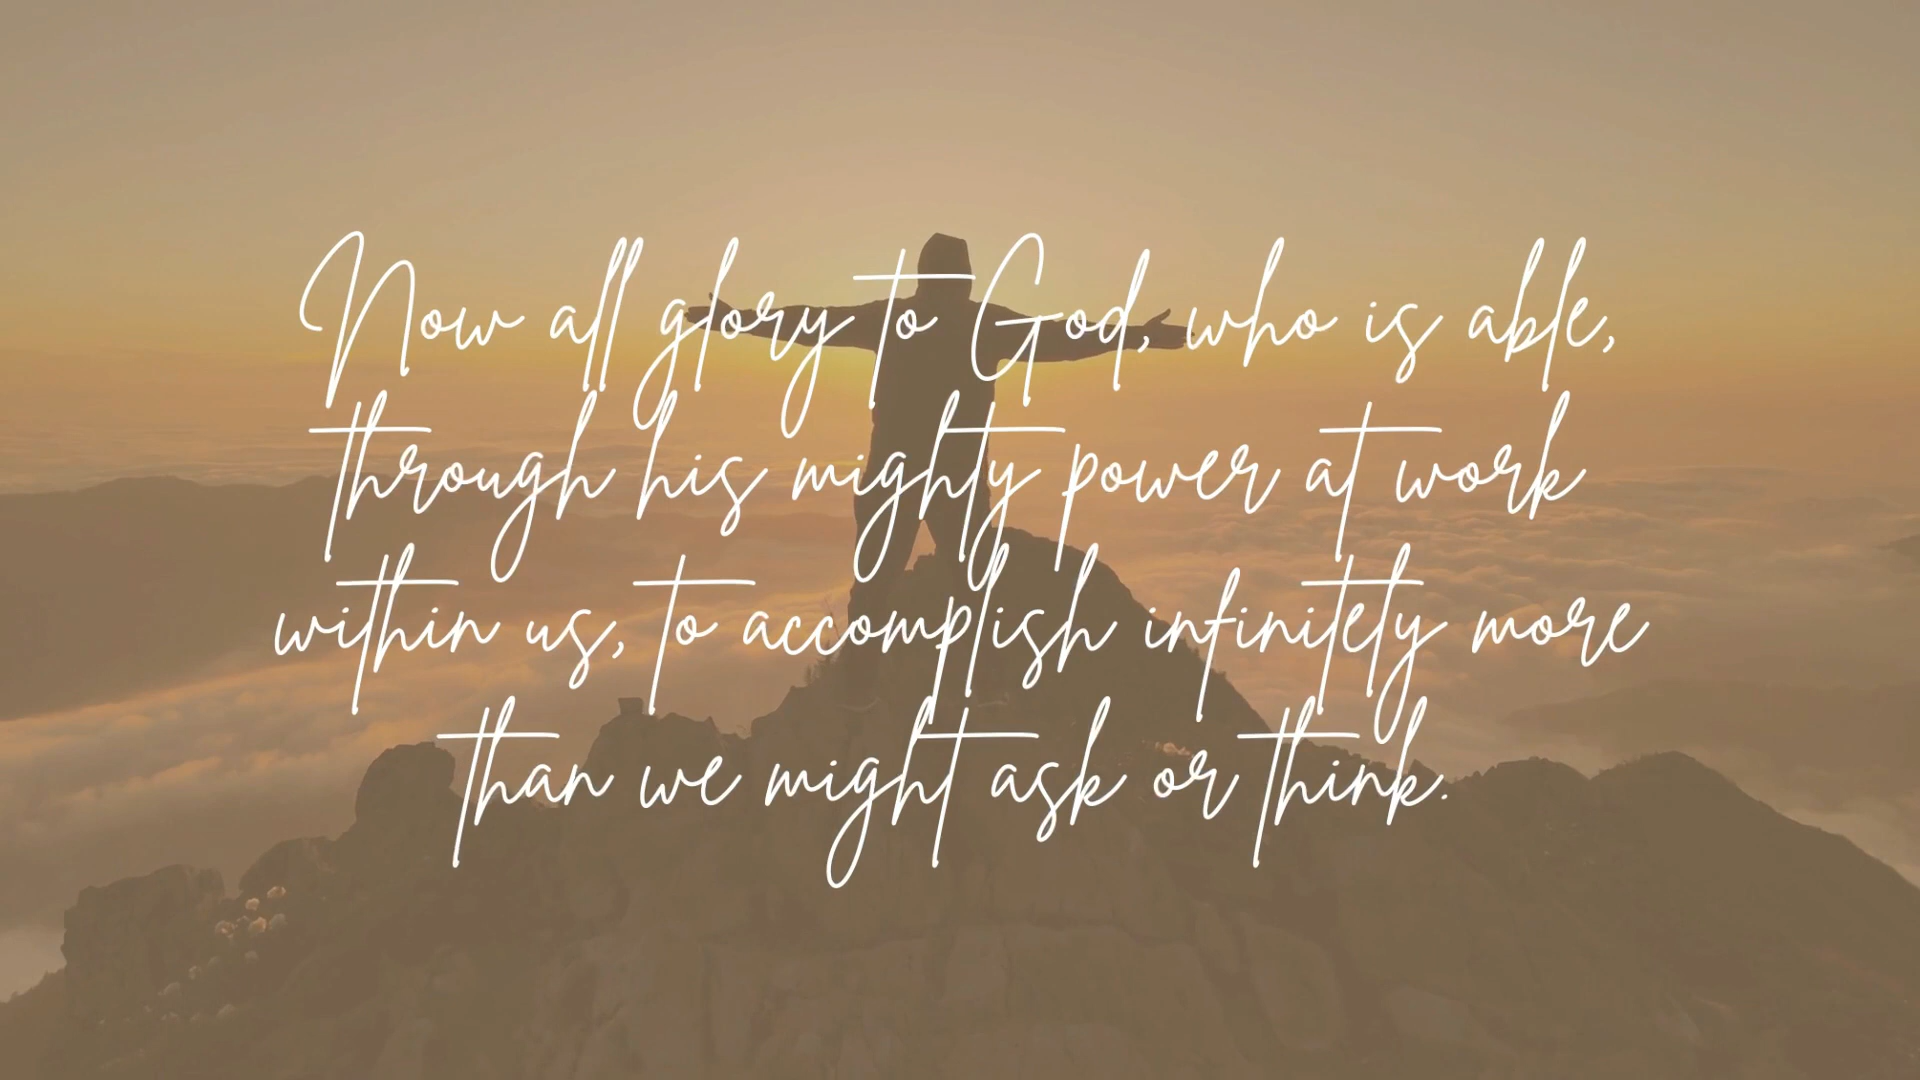 Now all glory to God, who is able,
through his mighty power at work
within us, to accomplish infinitely more
than we might ask or think.